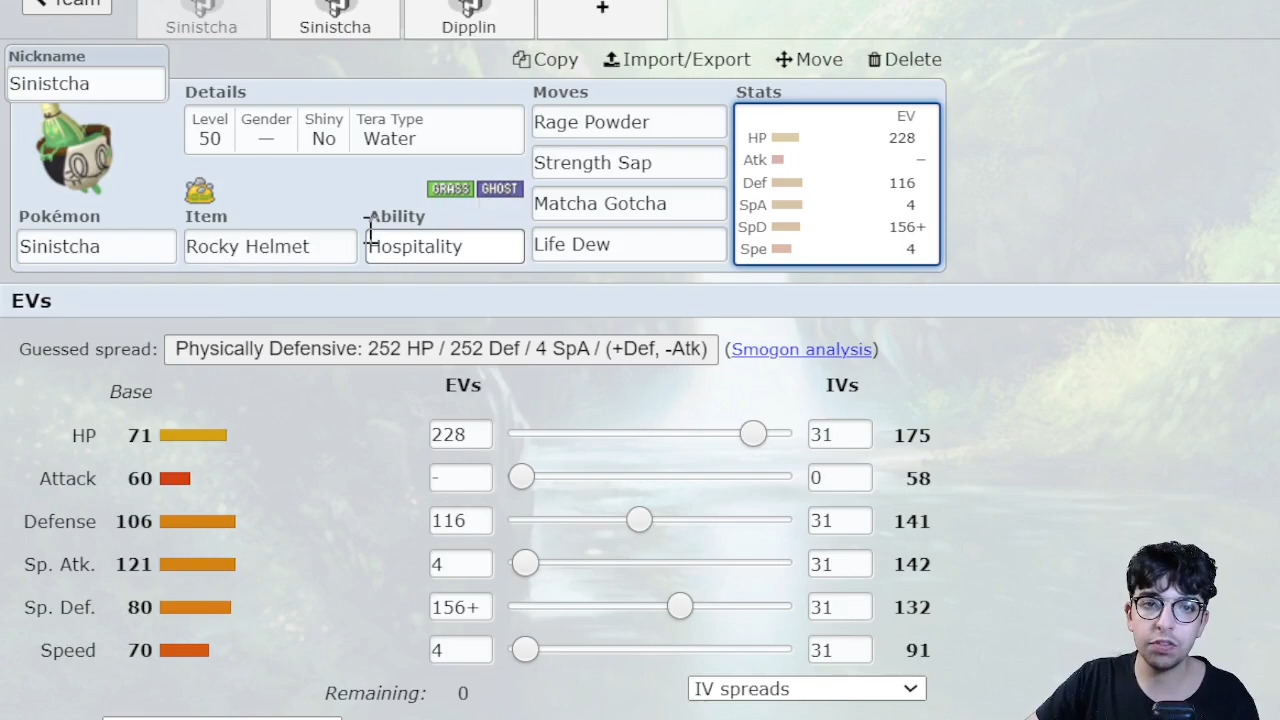 Team
Sinistcha
Sinistcha
Dipplin
+
Copy
Import/Export
Move
Delete
Nickname
Sinistcha
Details
Level
50
Gender
—
Shiny
No
Tera Type
Water
GRASS GHOST
Pokémon
Sinistcha
Item
Rocky Helmet
Ability
Hospitality
Moves
Rage Powder
Strength Sap
Matcha Gotcha
Life Dew
Stats
EV
HP 228
Atk –
Def 116
SpA 4
SpD 156+
Spe 4
EVs
Guessed spread: Physically Defensive: 252 HP / 252 Def / 4 SpA / (+Def, -Atk) (Smogon analysis)
Base EVs IVs
HP 71 228 31 175
Attack 60 - 0 58
Defense 106 116 31 141
Sp. Atk. 121 4 31 142
Sp. Def. 80 156+ 31 132
Speed 70 4 31 91
Remaining: 0
IV spreads